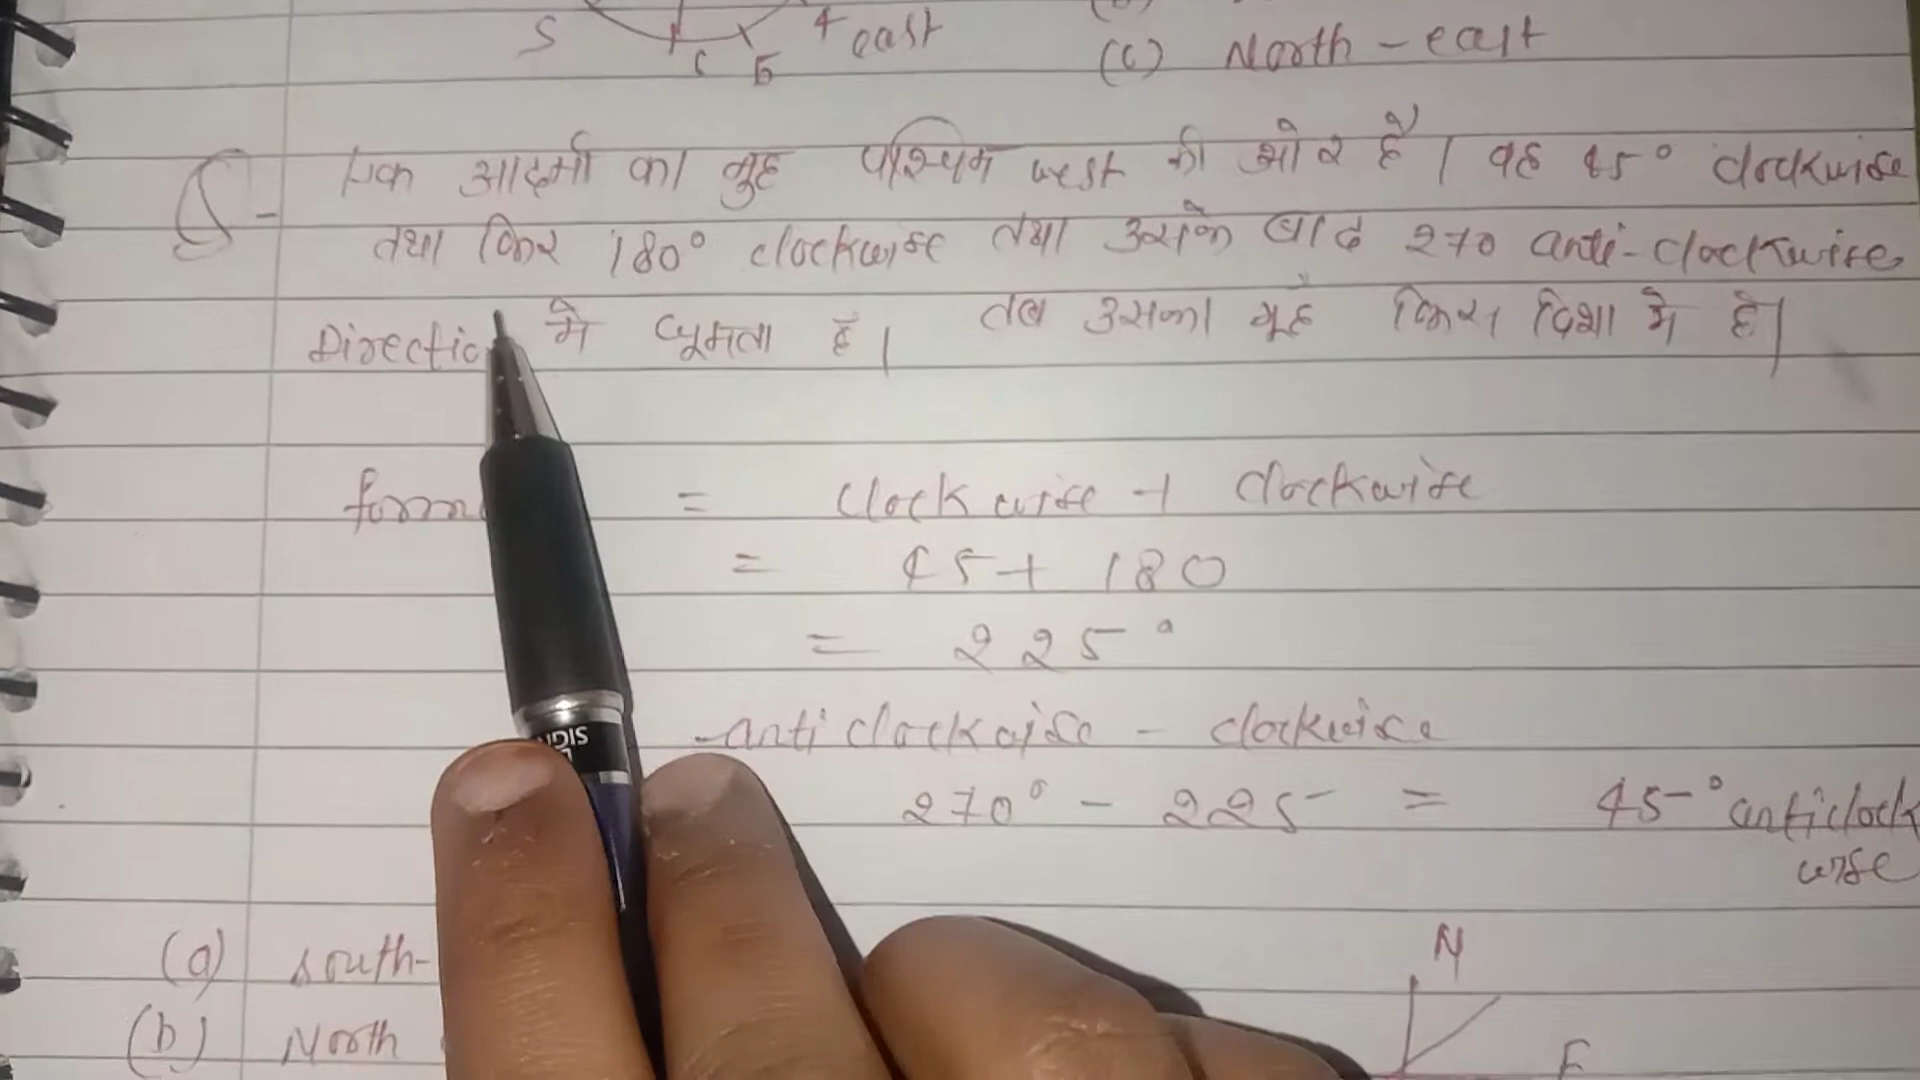 S C E 4 east
(c) North-east
Q- एक आदमी का मुह पश्चिम west की ओर है। वह 45° clockwise
तथा फिर 180° clockwise तथा उसके बाद 270 anti-clockwise
Directio में घूमता है। तब उसका मुहँ किस दिशा मे है।
form = clockwise + clockwise
= 45 + 180
= 225°
anti clockwise - clockwise
270° - 225 = 45° anticlock
wise
N
(a) south-
(b) North
E